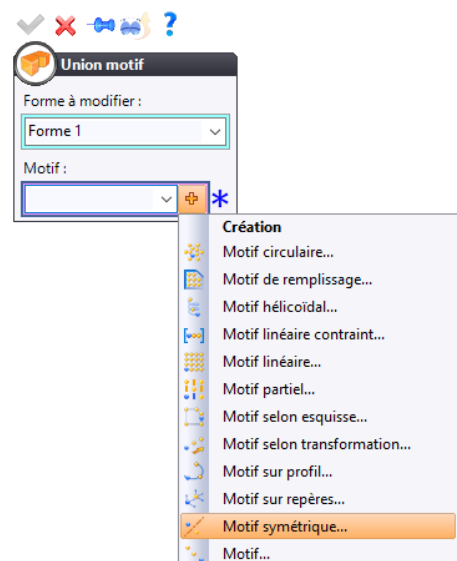 ?
Union motif
Forme à modifier :
Forme 1
Motif :
*
Création
Motif circulaire...
Motif de remplissage...
Motif hélicoïdal...
Motif linéaire contraint...
Motif linéaire...
Motif partiel...
Motif selon esquisse...
Motif selon transformation...
Motif sur profil...
Motif sur repères...
Motif symétrique...
Motif...